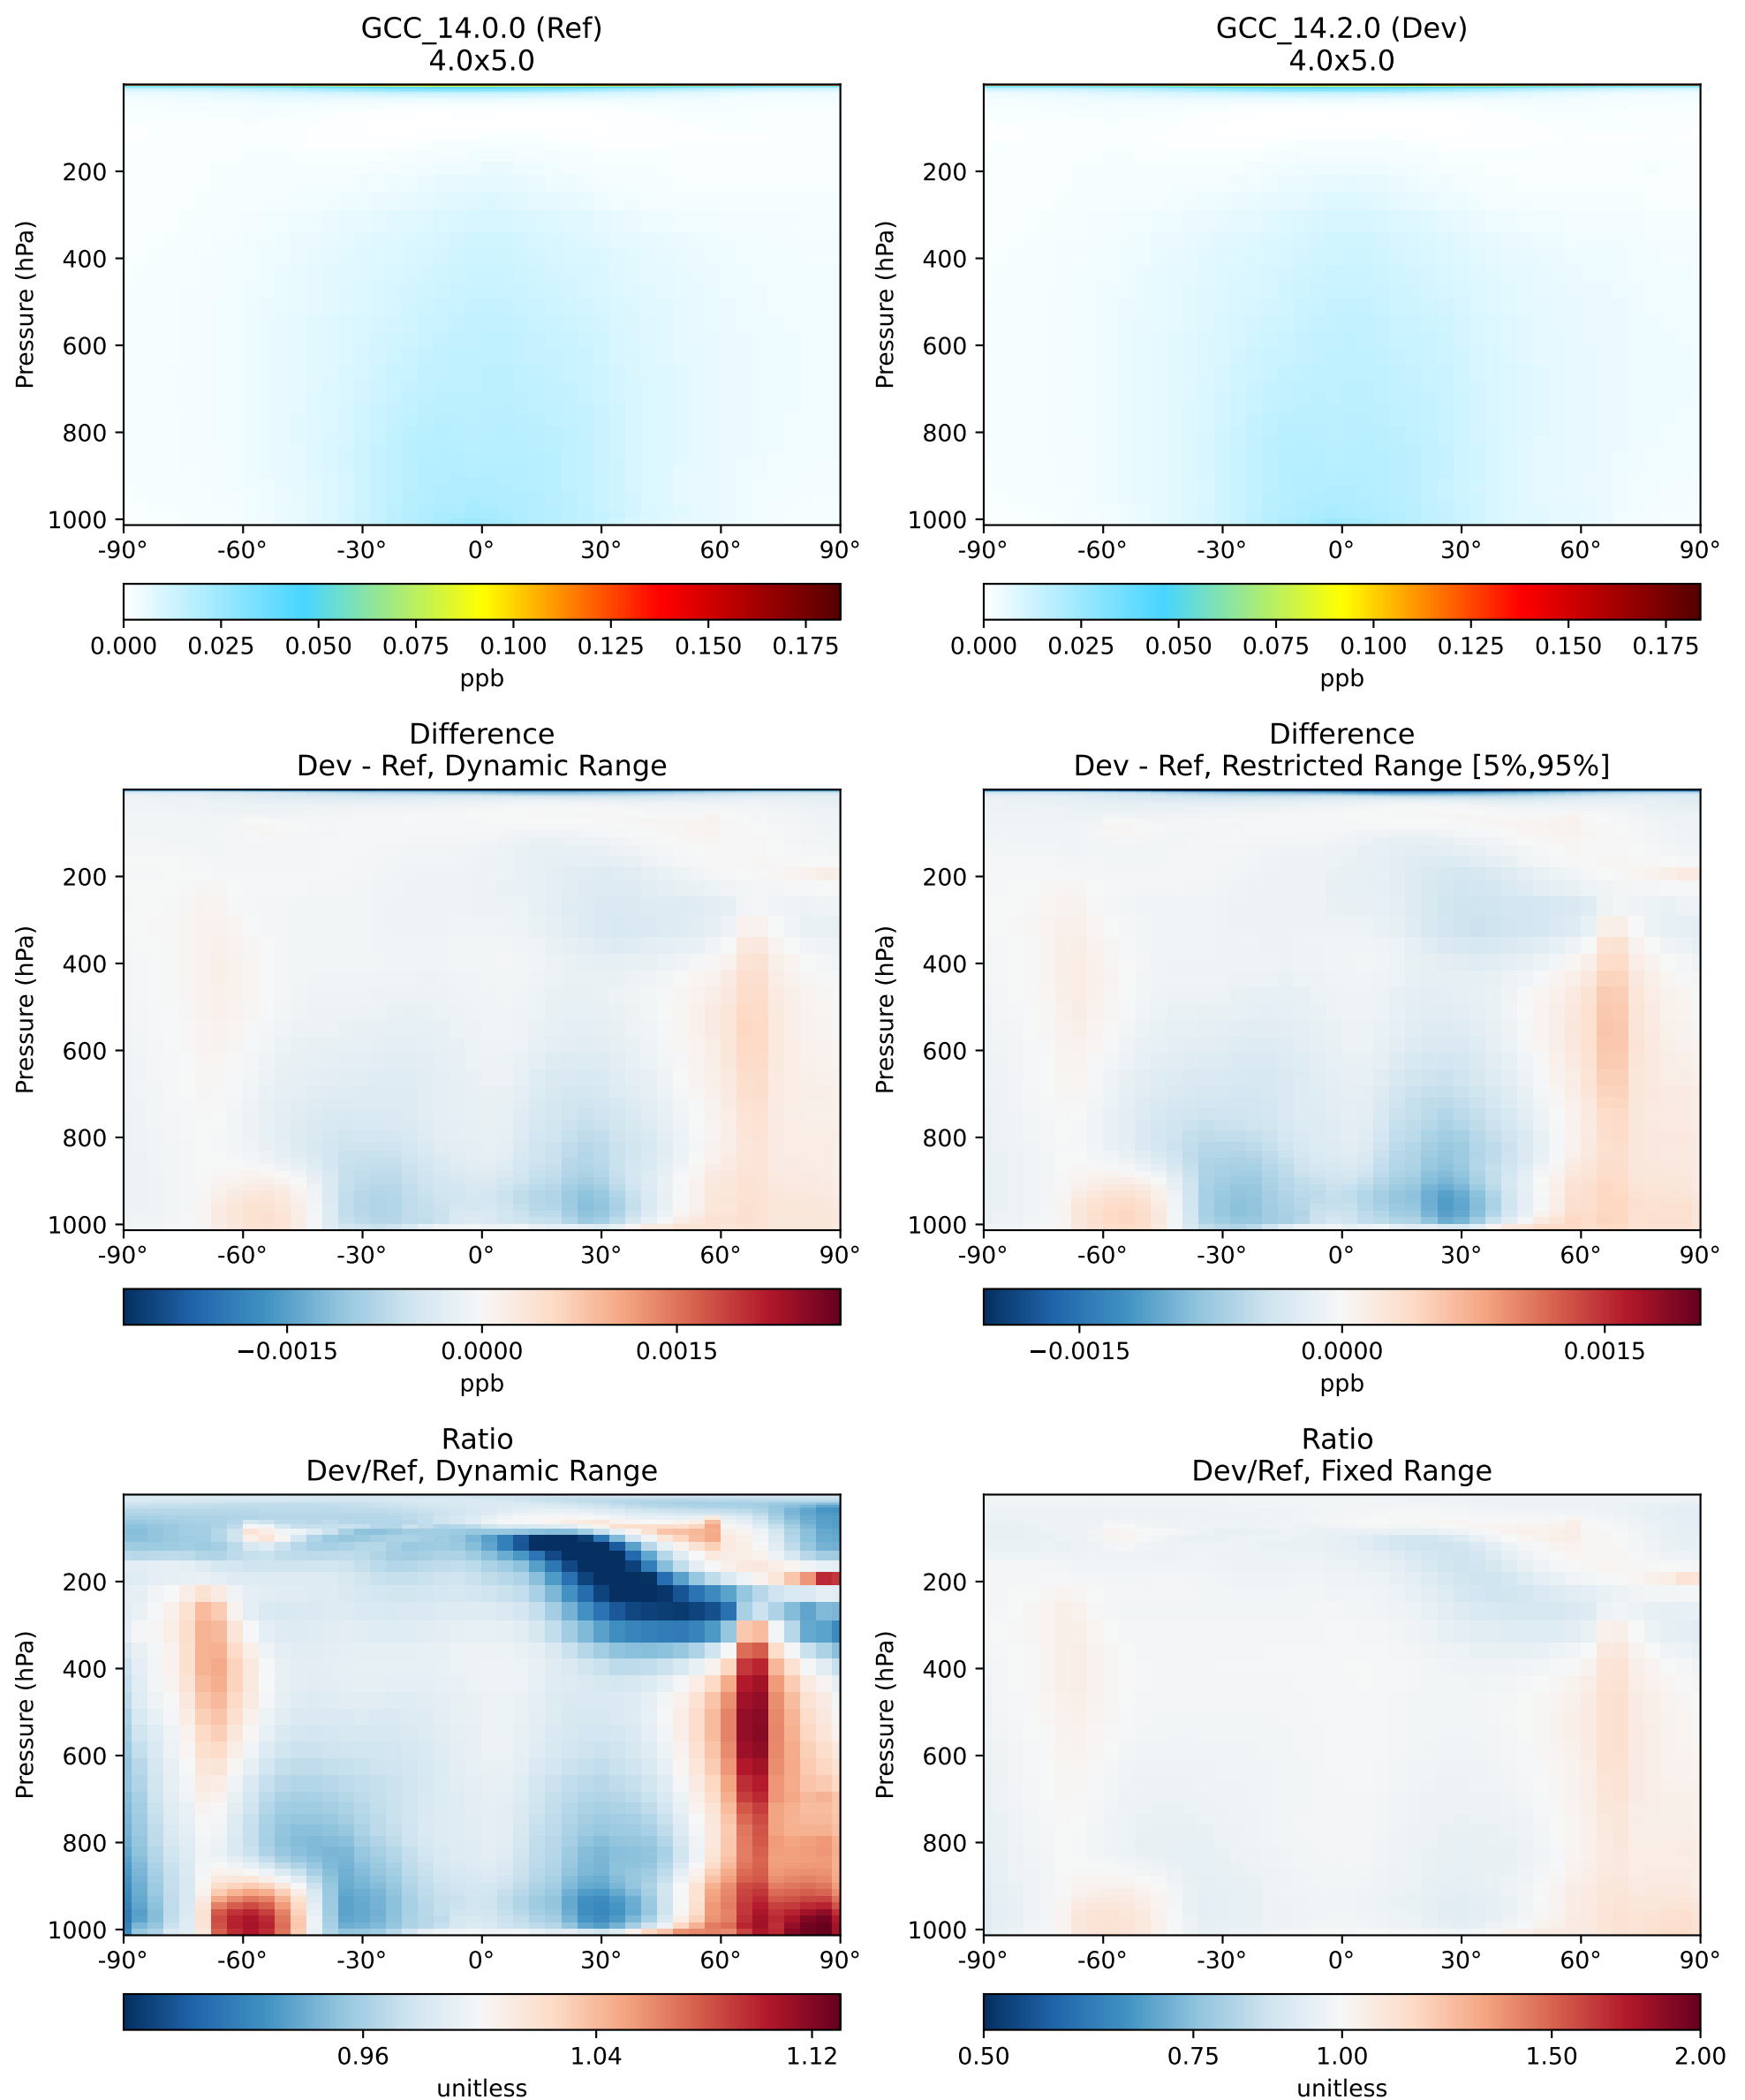 GCC_14.0.0 (Ref)
4.0x5.0
GCC_14.2.0 (Dev)
4.0x5.0
Pressure (hPa)
200
400
600
800
1000
-90° -60° -30° 0° 30° 60° 90°
0.000 0.025 0.050 0.075 0.100 0.125 0.150 0.175
ppb
Pressure (hPa)
200
400
600
800
1000
-90° -60° -30° 0° 30° 60° 90°
0.000 0.025 0.050 0.075 0.100 0.125 0.150 0.175
ppb
Difference
Dev - Ref, Dynamic Range
Pressure (hPa)
200
400
600
800
1000
-90° -60° -30° 0° 30° 60° 90°
−0.0015 0.0000 0.0015
ppb
Difference
Dev - Ref, Restricted Range [5%,95%]
Pressure (hPa)
200
400
600
800
1000
-90° -60° -30° 0° 30° 60° 90°
−0.0015 0.0000 0.0015
ppb
Ratio
Dev/Ref, Dynamic Range
Pressure (hPa)
200
400
600
800
1000
-90° -60° -30° 0° 30° 60° 90°
0.96 1.04 1.12
unitless
Ratio
Dev/Ref, Fixed Range
Pressure (hPa)
200
400
600
800
1000
-90° -60° -30° 0° 30° 60° 90°
0.50 0.75 1.00 1.50 2.00
unitless